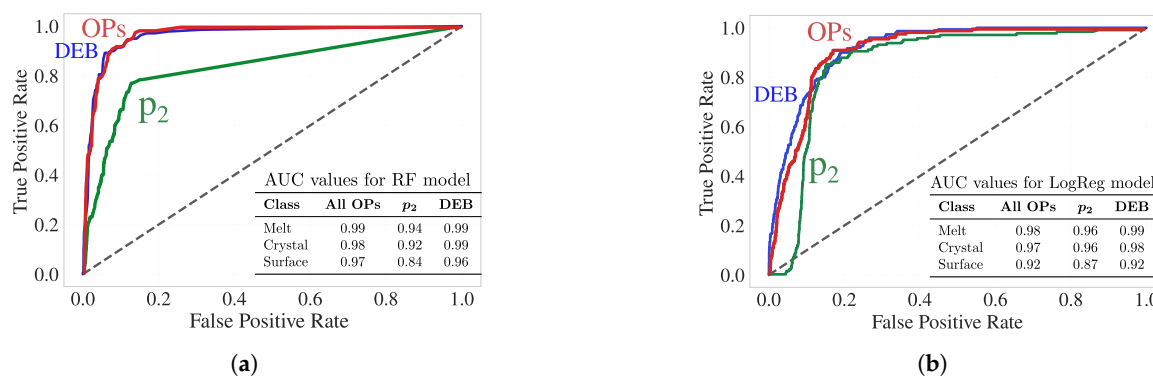 1.0
0.8
0.6
0.4
0.2
0.0
True Positive Rate
OPs
DEB
p₂
AUC values for RF model
Class All OPs p₂ DEB
Melt 0.99 0.94 0.99
Crystal 0.98 0.92 0.99
Surface 0.97 0.84 0.96
0.0 0.2 0.4 0.6 0.8 1.0
False Positive Rate
(a)
1.0
0.8
0.6
0.4
0.2
0.0
True Positive Rate
OPs
DEB
p₂
AUC values for LogReg model
Class All OPs p₂ DEB
Melt 0.98 0.96 0.99
Crystal 0.97 0.96 0.98
Surface 0.92 0.87 0.92
0.0 0.2 0.4 0.6 0.8 1.0
False Positive Rate
(b)